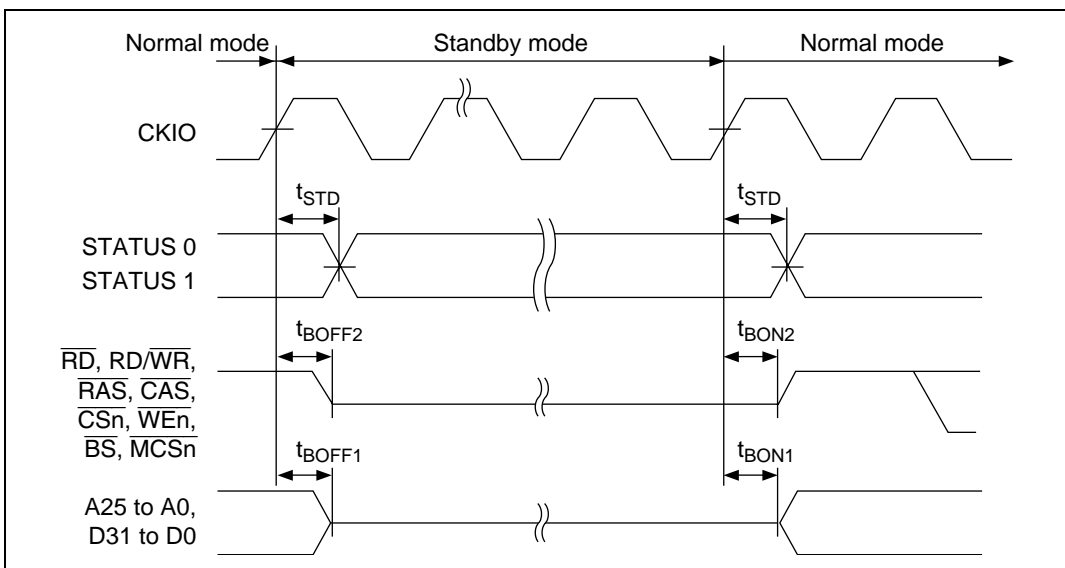 Normal mode Standby mode Normal mode
CKIO
tSTD tSTD
STATUS 0
STATUS 1
tBOFF2 tBON2
RD, RD/WR,
RAS, CAS,
CSn, WEn,
BS, MCSn
tBOFF1 tBON1
A25 to A0,
D31 to D0